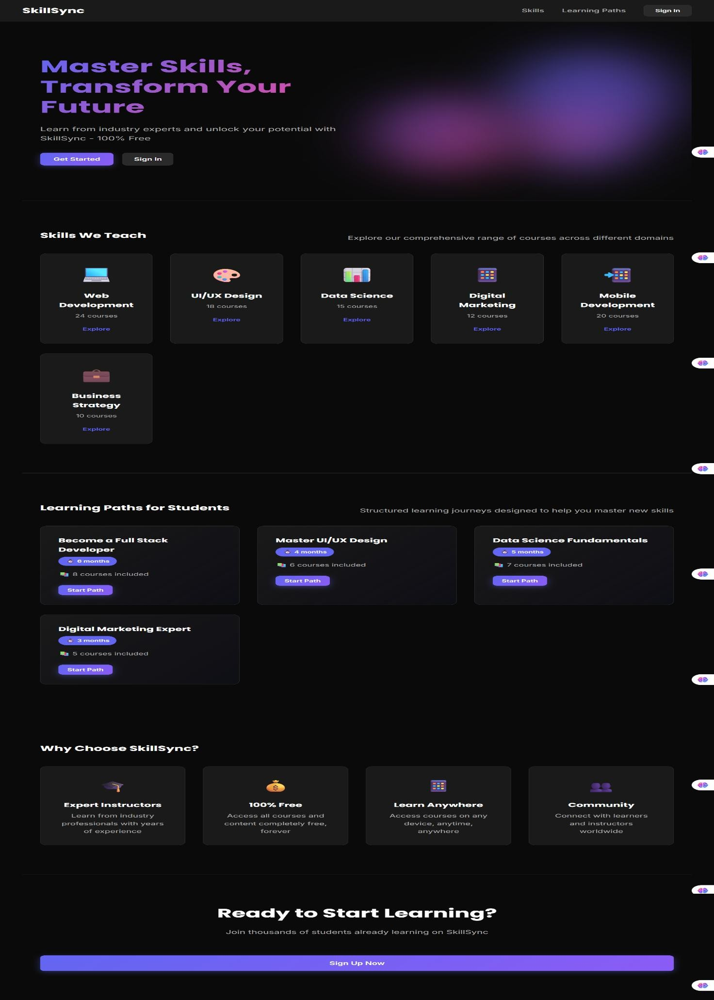 SkillSync
Skills
Learning Paths
Sign In
Master Skills,
Transform Your
Future
Learn from industry experts and unlock your potential with
SkillSync - 100% Free
Get Started
Sign In
Skills We Teach
Explore our comprehensive range of courses across different domains
Web
Development
24 courses
Explore
UI/UX Design
18 courses
Explore
Data Science
15 courses
Explore
Digital
Marketing
12 courses
Explore
Mobile
Development
20 courses
Explore
Business
Strategy
10 courses
Explore
Learning Paths for Students
Structured learning journeys designed to help you master new skills
Become a Full Stack
Developer
6 months
8 courses included
Start Path
Master UI/UX Design
4 months
6 courses included
Start Path
Data Science Fundamentals
5 months
7 courses included
Start Path
Digital Marketing Expert
3 months
5 courses included
Start Path
Why Choose SkillSync?
Expert Instructors
Learn from industry
professionals with years
of experience
100% Free
Access all courses and
content completely free,
forever
Learn Anywhere
Access courses on any
device, anytime,
anywhere
Community
Connect with learners
and instructors
worldwide
Ready to Start Learning?
Join thousands of students already learning on SkillSync
Sign Up Now